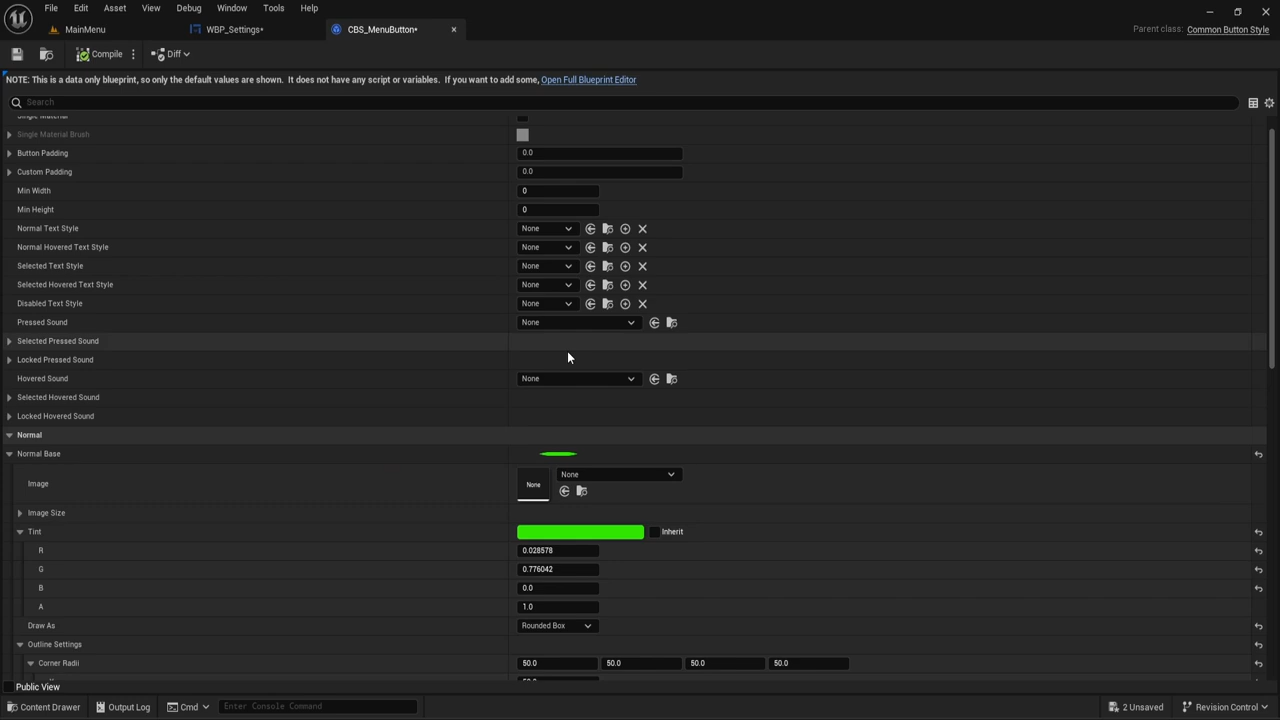 File Edit Asset View Debug Window Tools Help
MainMenu WBP_Settings* CBS_MenuButton* Parent class: Common Button Style
Compile Diff
NOTE: This is a data only blueprint, so only the default values are shown. It does not have any script or variables. If you want to add some, Open Full Blueprint Editor
Search
Single Material
Single Material Brush
Button Padding 0.0
Custom Padding 0.0
Min Width 0
Min Height 0
Normal Text Style None
Normal Hovered Text Style None
Selected Text Style None
Selected Hovered Text Style None
Disabled Text Style None
Pressed Sound None
Selected Pressed Sound
Locked Pressed Sound
Hovered Sound None
Selected Hovered Sound
Locked Hovered Sound
Normal
Normal Base
Image None None
Image Size
Tint Inherit
R 0.028578
G 0.776042
B 0.0
A 1.0
Draw As Rounded Box
Outline Settings
Corner Radii 50.0 50.0 50.0 50.0
Public View
Content Drawer Output Log Cmd Enter Console Command 2 Unsaved Revision Control